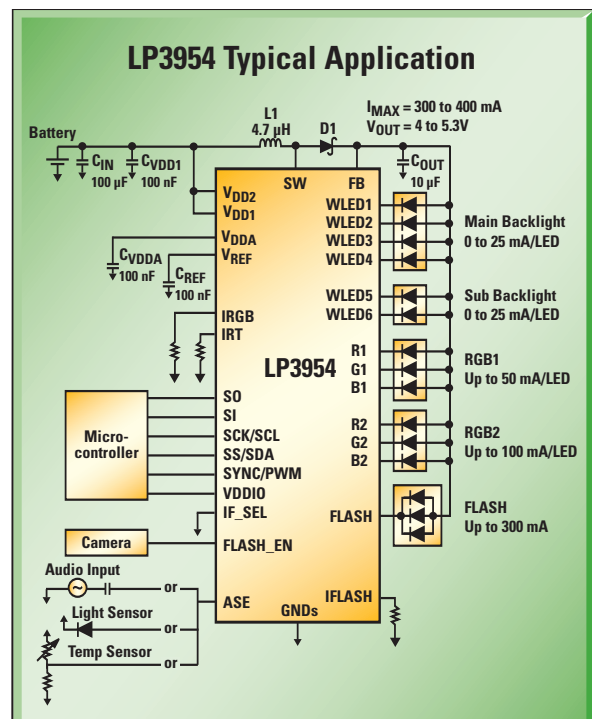 LP3954 Typical Application
L1
4.7 µH
D1
IMAX = 300 to 400 mA
VOUT = 4 to 5.3V
Battery
CIN
100 µF
CVDD1
100 nF
COUT
10 µF
SW
FB
VDD2
VDD1
VDDA
VREF
CVDDA
100 nF
CREF
100 nF
IRGB
IRT
WLED1
WLED2
WLED3
WLED4
Main Backlight
0 to 25 mA/LED
WLED5
WLED6
Sub Backlight
0 to 25 mA/LED
LP3954
R1
G1
B1
RGB1
Up to 50 mA/LED
R2
G2
B2
RGB2
Up to 100 mA/LED
Micro-
controller
SO
SI
SCK/SCL
SS/SDA
SYNC/PWM
VDDIO
IF_SEL
FLASH
FLASH
Up to 300 mA
Camera
FLASH_EN
Audio Input
or
Light Sensor
or
Temp Sensor
or
ASE
GNDs
IFLASH